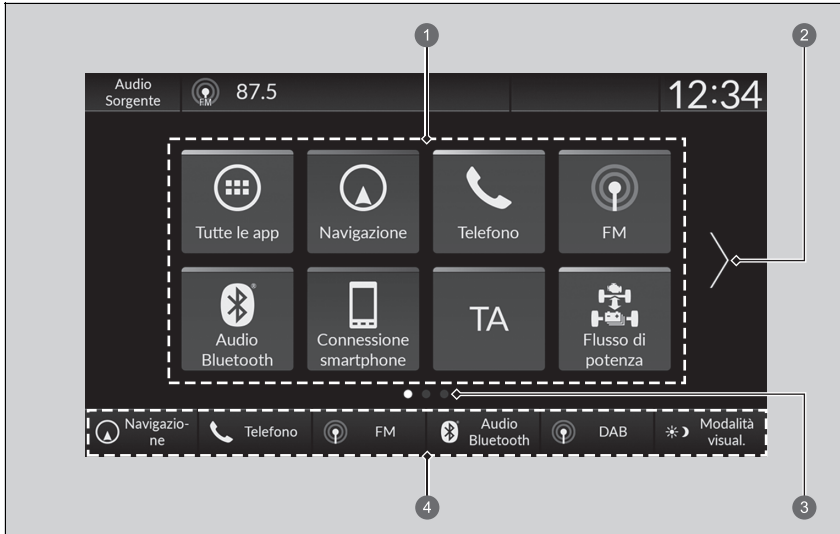 1
2
Audio
Sorgente
FM
87.5
12:34
Tutte le app
Navigazione
Telefono
FM
Audio
Bluetooth
Connessione
smartphone
TA
Flusso di
potenza
Navigazio-
ne
Telefono
FM
Audio
Bluetooth
DAB
Modalità
visual.
4
3